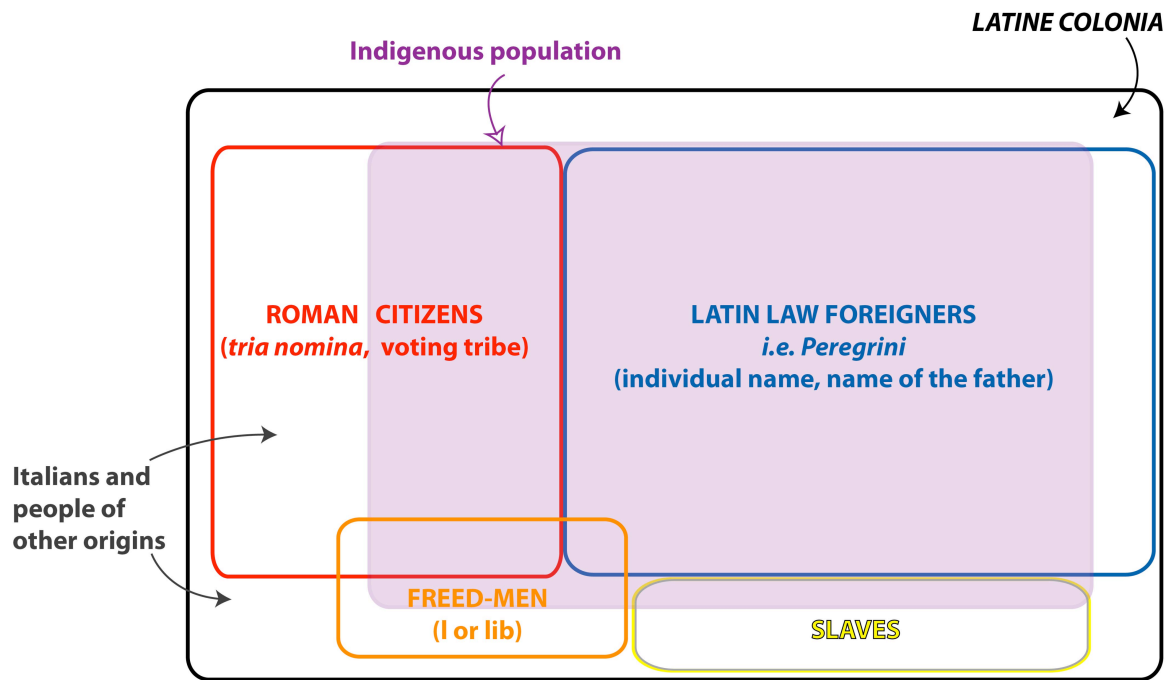 LATINE COLONIA
Indigenous population
ROMAN CITIZENS
(tria nomina, voting tribe)
LATIN LAW FOREIGNERS
i.e. Peregrini
(individual name, name of the father)
Italians and
people of
other origins
FREED-MEN
(l or lib)
SLAVES